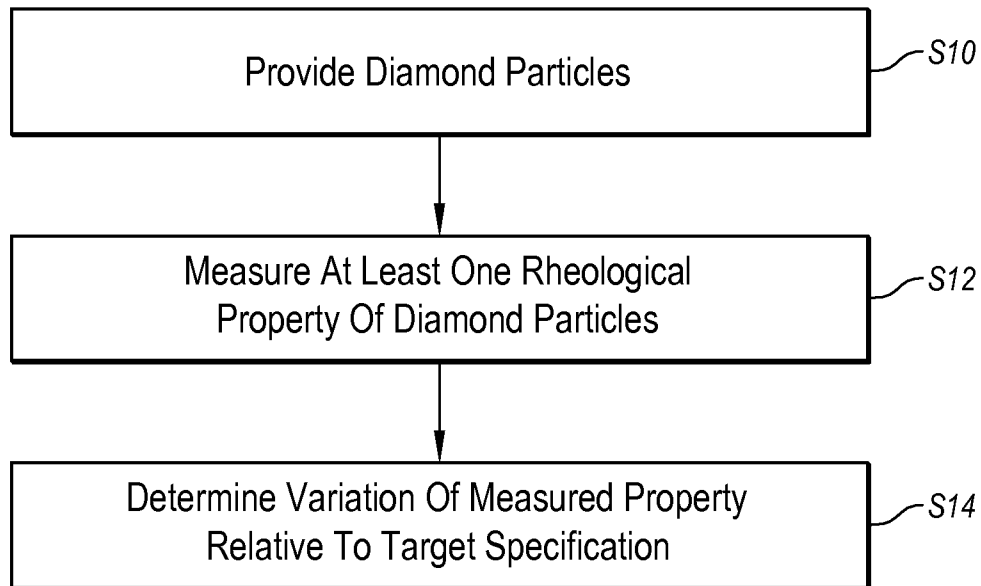 Provide Diamond Particles
S10
Measure At Least One Rheological
Property Of Diamond Particles
S12
Determine Variation Of Measured Property
Relative To Target Specification
S14